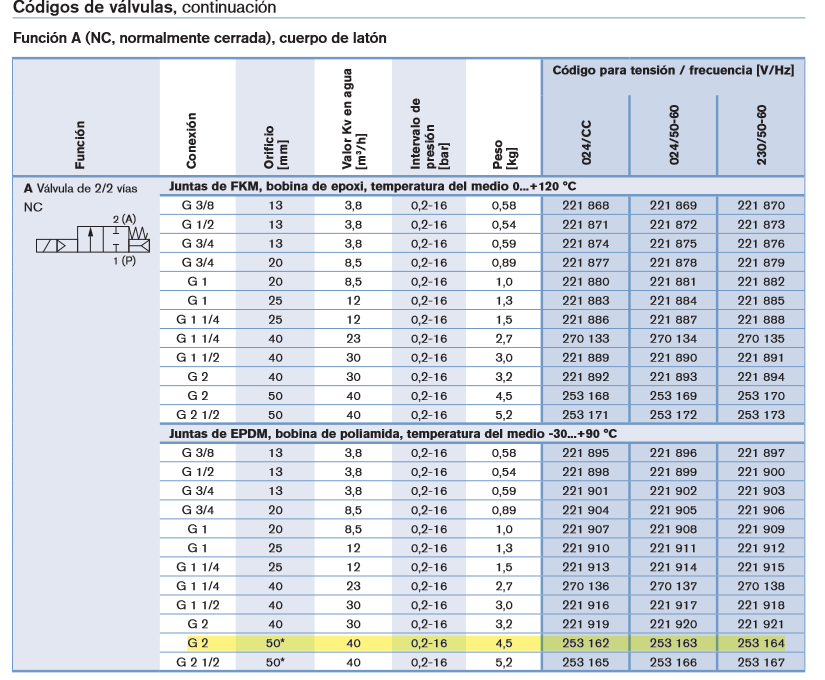 Códigos de válvulas, continuación
Función A (NC, normalmente cerrada), cuerpo de latón
Función Conexión Orificio [mm] Valor Kv en agua [m³/h] Intervalo de presión [bar] Peso [kg] Código para tensión / frecuencia [V/Hz]
024/CC 024/50-60 230/50-60
A Válvula de 2/2 vías
NC
2 (A)
1 (P)
Juntas de FKM, bobina de epoxi, temperatura del medio 0...+120 °C
G 3/8 13 3,8 0,2-16 0,58 221 868 221 869 221 870
G 1/2 13 3,8 0,2-16 0,54 221 871 221 872 221 873
G 3/4 13 3,8 0,2-16 0,59 221 874 221 875 221 876
G 3/4 20 8,5 0,2-16 0,89 221 877 221 878 221 879
G 1 20 8,5 0,2-16 1,0 221 880 221 881 221 882
G 1 25 12 0,2-16 1,3 221 883 221 884 221 885
G 1 1/4 25 12 0,2-16 1,5 221 886 221 887 221 888
G 1 1/4 40 23 0,2-16 2,7 270 133 270 134 270 135
G 1 1/2 40 30 0,2-16 3,0 221 889 221 890 221 891
G 2 40 30 0,2-16 3,2 221 892 221 893 221 894
G 2 50 40 0,2-16 4,5 253 168 253 169 253 170
G 2 1/2 50 40 0,2-16 5,2 253 171 253 172 253 173
Juntas de EPDM, bobina de poliamida, temperatura del medio -30...+90 °C
G 3/8 13 3,8 0,2-16 0,58 221 895 221 896 221 897
G 1/2 13 3,8 0,2-16 0,54 221 898 221 899 221 900
G 3/4 13 3,8 0,2-16 0,59 221 901 221 902 221 903
G 3/4 20 8,5 0,2-16 0,89 221 904 221 905 221 906
G 1 20 8,5 0,2-16 1,0 221 907 221 908 221 909
G 1 25 12 0,2-16 1,3 221 910 221 911 221 912
G 1 1/4 25 12 0,2-16 1,5 221 913 221 914 221 915
G 1 1/4 40 23 0,2-16 2,7 270 136 270 137 270 138
G 1 1/2 40 30 0,2-16 3,0 221 916 221 917 221 918
G 2 40 30 0,2-16 3,2 221 919 221 920 221 921
G 2 50* 40 0,2-16 4,5 253 162 253 163 253 164
G 2 1/2 50* 40 0,2-16 5,2 253 165 253 166 253 167